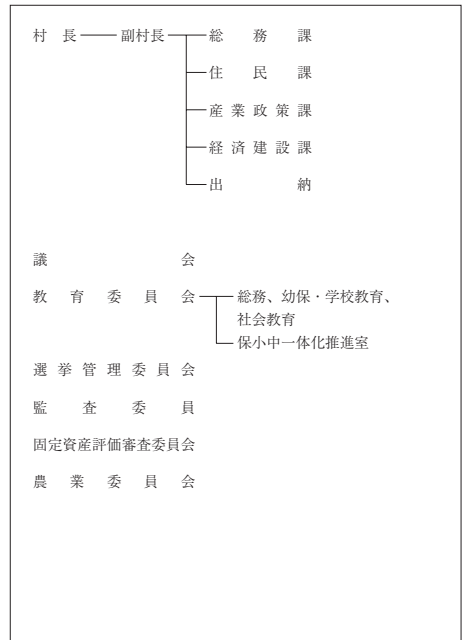 村長 副村長 総務課
住民課
産業政策課
経済建設課
出納
議会
教育委員会 総務、幼保・学校教育、
社会教育
保小中一体化推進室
選挙管理委員会
監査委員
固定資産評価審査委員会
農業委員会